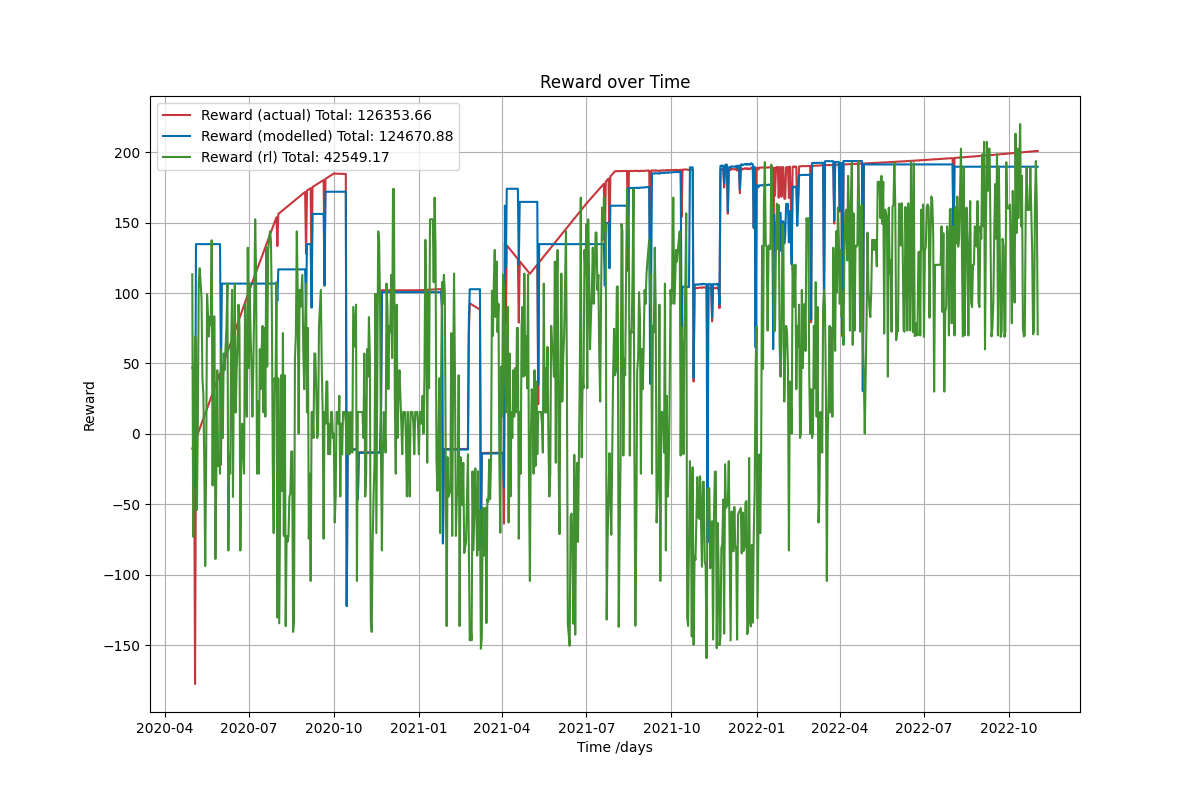 Reward over Time
Reward (actual) Total: 126353.66
Reward (modelled) Total: 124670.88
Reward (rl) Total: 42549.17
Reward
200
150
100
50
0
−50
−100
−150
2020-04 2020-07 2020-10 2021-01 2021-04 2021-07 2021-10 2022-01 2022-04 2022-07 2022-10
Time /days